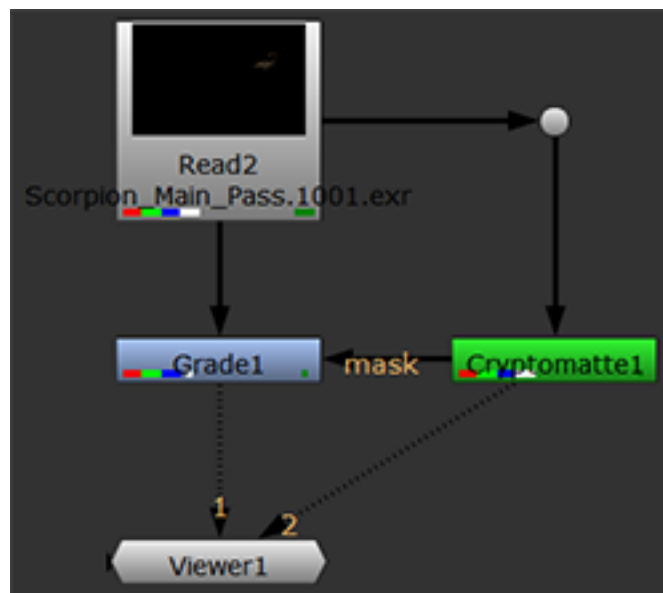 Read2
Scorpion_Main_Pass.1001.exr
Grade1
mask
Cryptomatte1
1
2
Viewer1